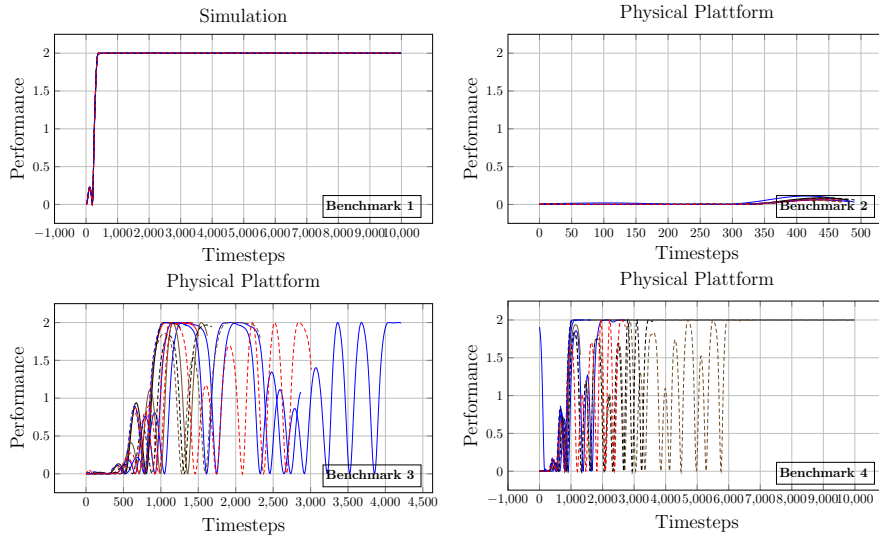 Simulation
Performance
2
1.5
1
0.5
0
Benchmark 1
−1,000 0 1,000 2,000 3,000 4,000 5,000 6,000 7,000 8,000 9,000 10,000
Timesteps
Physical Plattform
Performance
2
1.5
1
0.5
0
Benchmark 2
0 50 100 150 200 250 300 350 400 450 500
Timesteps
Physical Plattform
Performance
2
1.5
1
0.5
0
Benchmark 3
0 500 1,000 1,500 2,000 2,500 3,000 3,500 4,000 4,500
Timesteps
Physical Plattform
Performance
2
1.5
1
0.5
0
Benchmark 4
−1,000 0 1,000 2,000 3,000 4,000 5,000 6,000 7,000 8,000 9,000 10,000
Timesteps